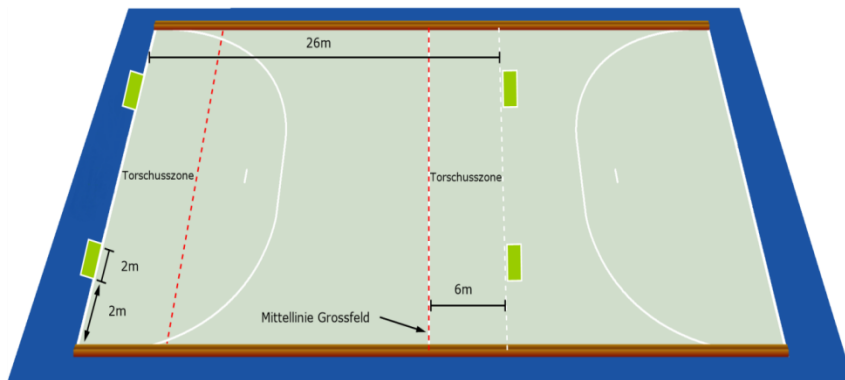 26m
Torschusszone
Torschusszone
2m
6m
2m
Mittellinie Grossfeld